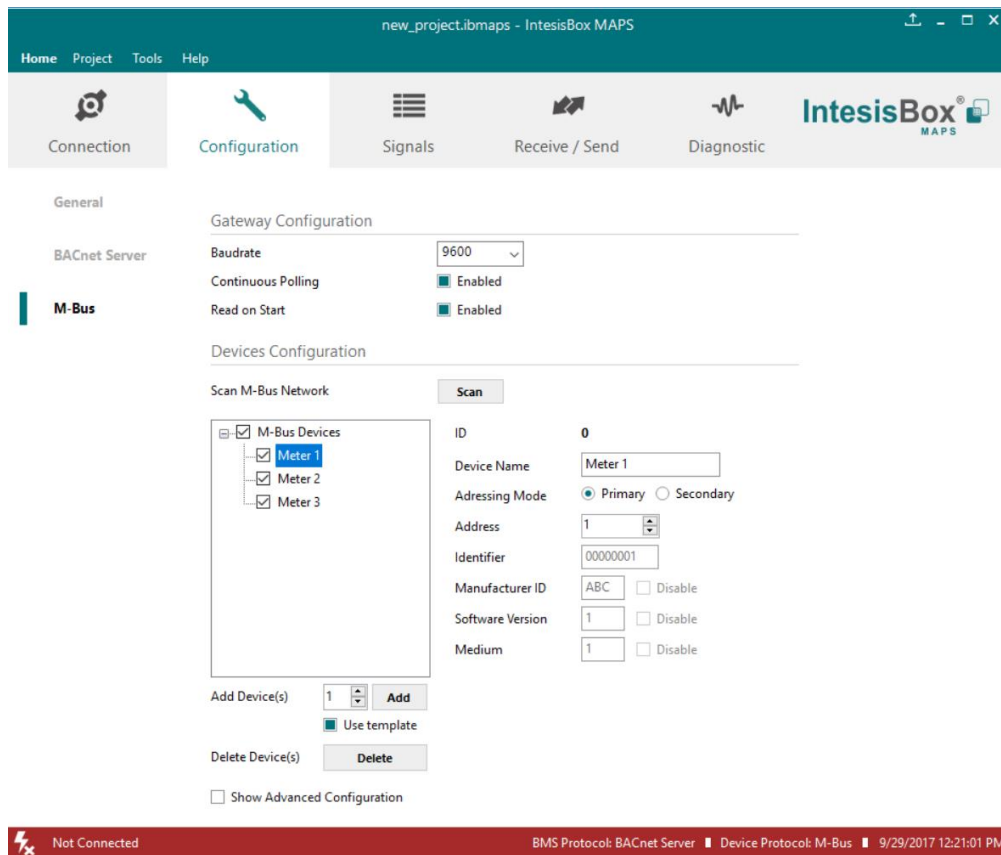 new_project.ibmaps - IntesisBox MAPS
Home Project Tools Help
Connection Configuration Signals Receive / Send Diagnostic
IntesisBox®
MAPS
General
BACnet Server
M-Bus
Gateway Configuration
Baudrate 9600
Continuous Polling Enabled
Read on Start Enabled
Devices Configuration
Scan M-Bus Network Scan
M-Bus Devices
Meter 1
Meter 2
Meter 3
ID 0
Device Name Meter 1
Adressing Mode Primary Secondary
Address 1
Identifier 00000001
Manufacturer ID ABC Disable
Software Version 1 Disable
Medium 1 Disable
Add Device(s) 1 Add
Use template
Delete Device(s) Delete
Show Advanced Configuration
Not Connected BMS Protocol: BACnet Server Device Protocol: M-Bus 9/29/2017 12:21:01 PM